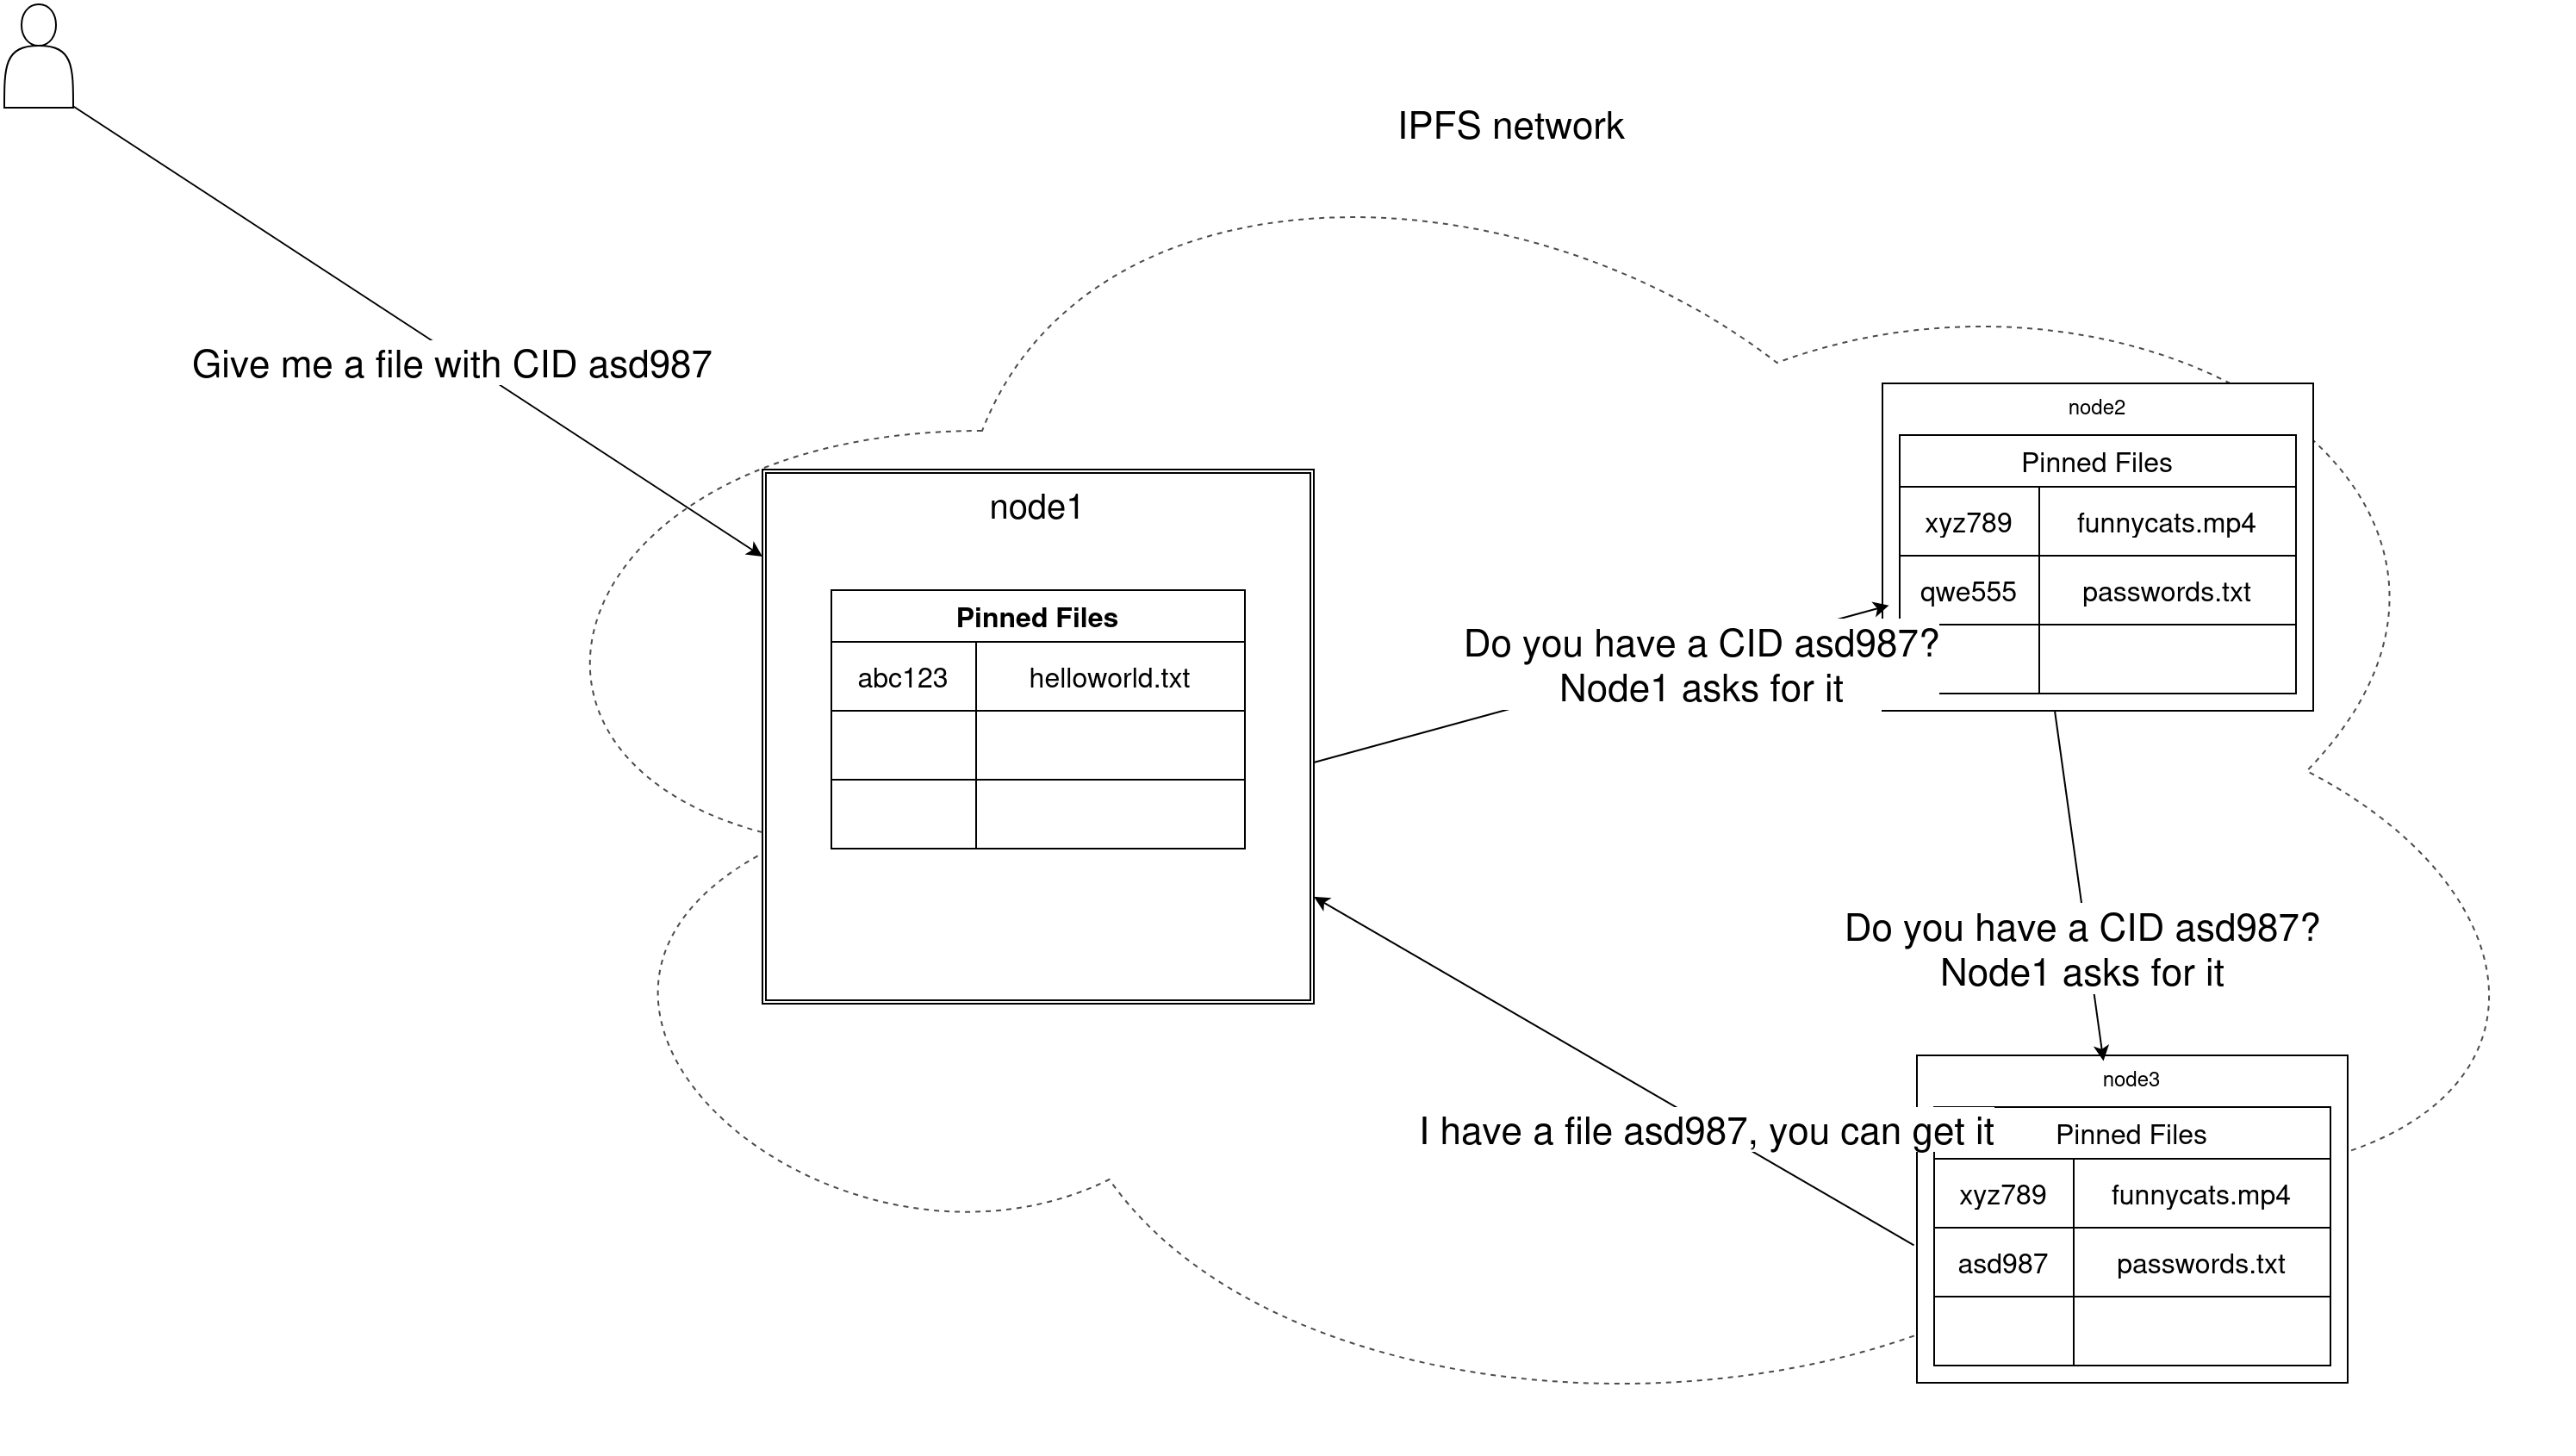 IPFS network
Give me a file with CID asd987
node1
Pinned Files
abc123 helloworld.txt
Do you have a CID asd987?
Node1 asks for it
node2
Pinned Files
xyz789 funnycats.mp4
qwe555 passwords.txt
Do you have a CID asd987?
Node1 asks for it
I have a file asd987, you can get it
node3
Pinned Files
xyz789 funnycats.mp4
asd987 passwords.txt